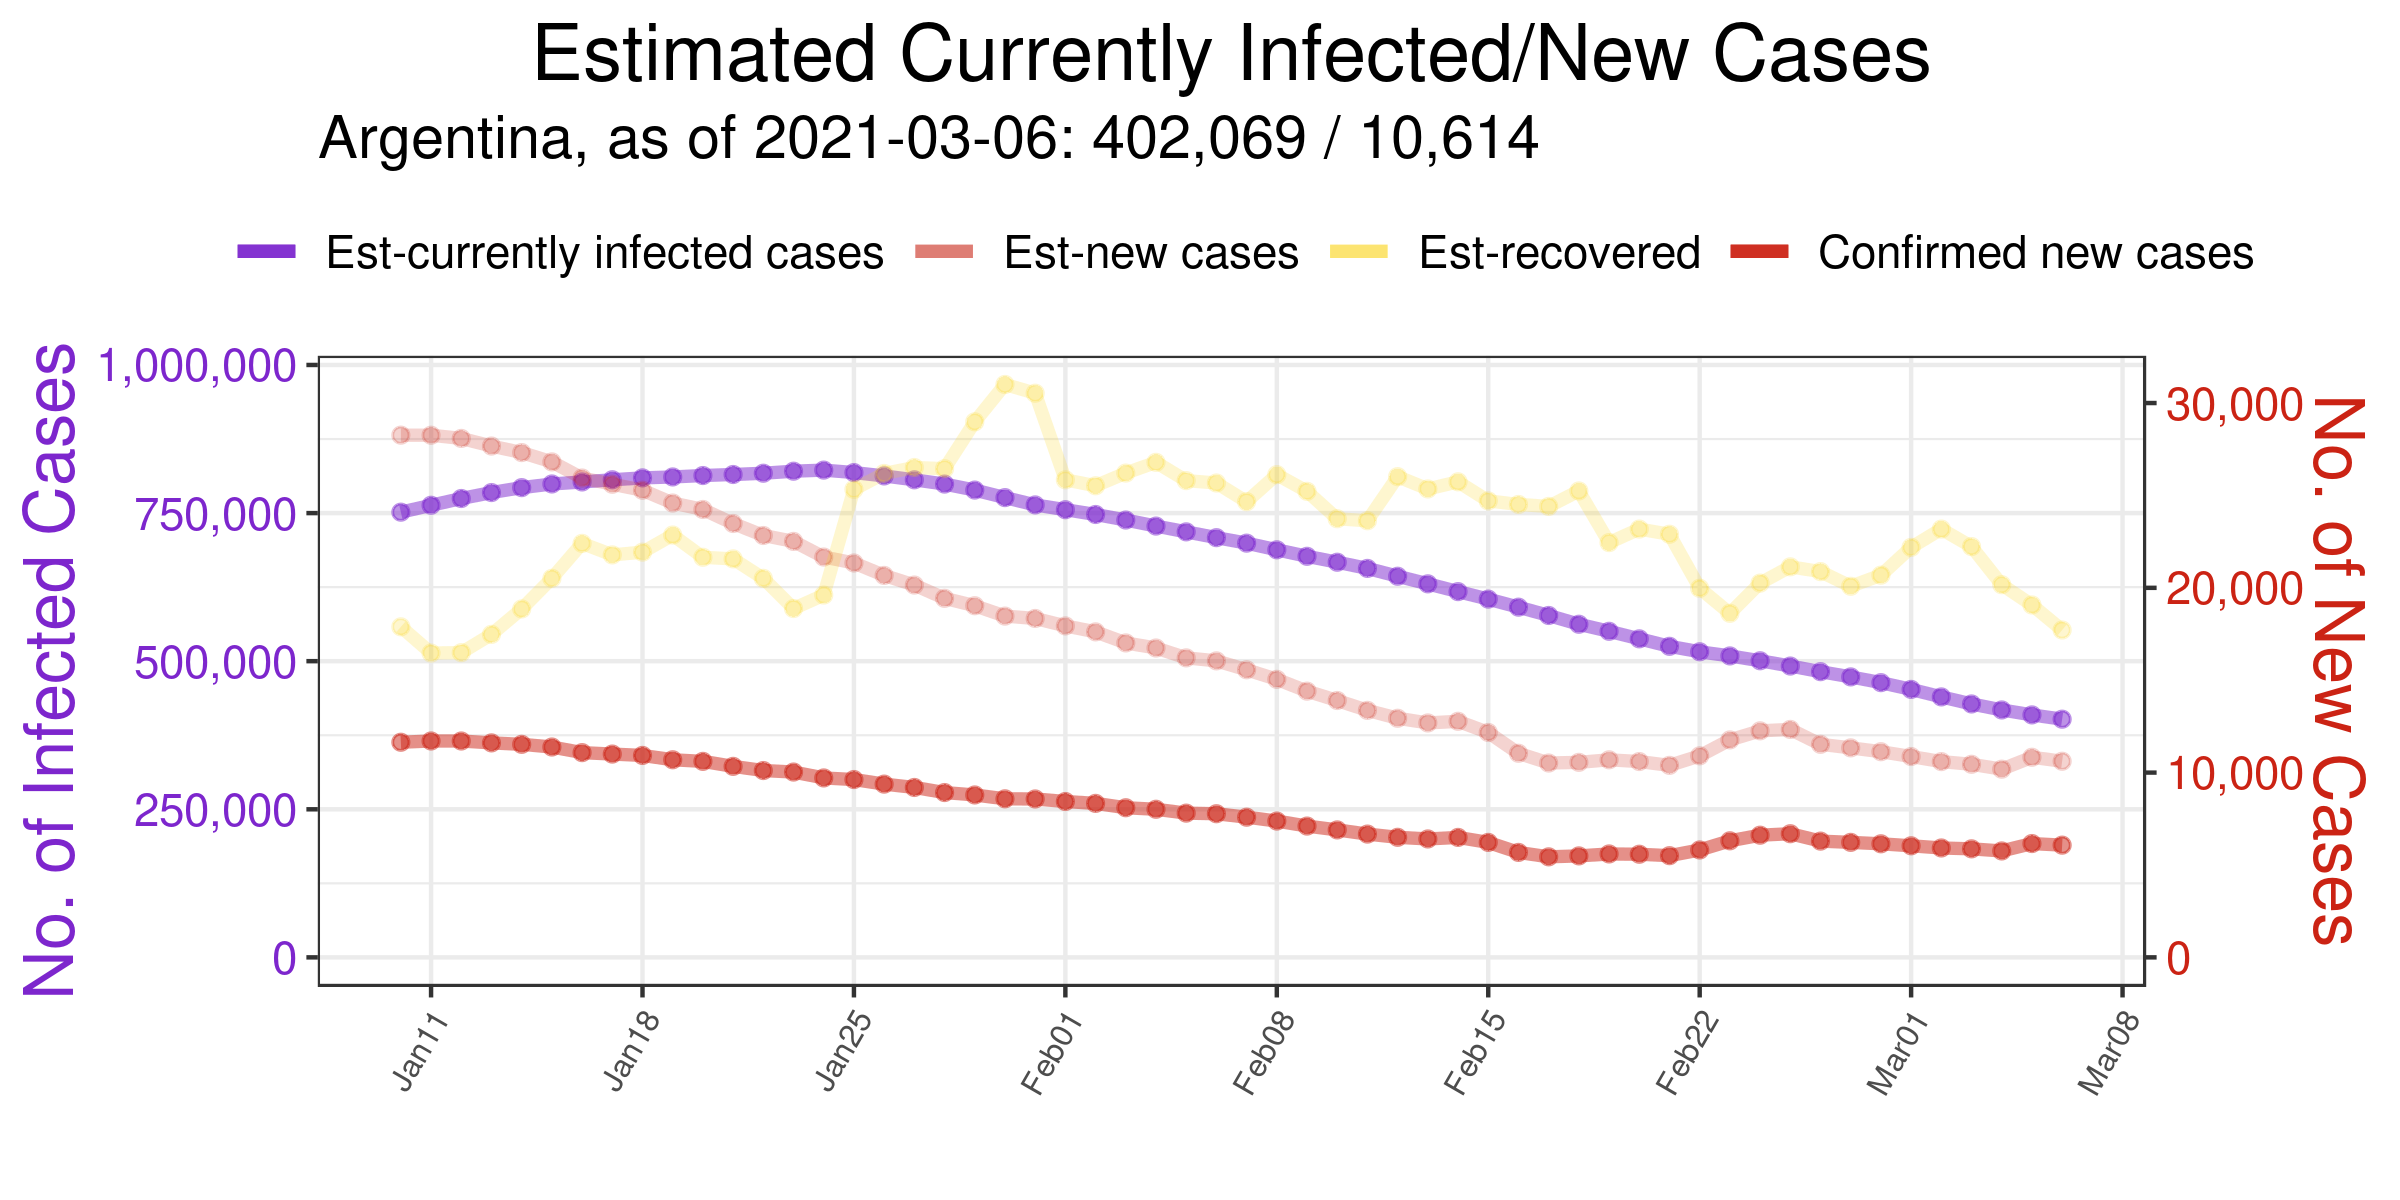 Estimated Currently Infected/New Cases
Argentina, as of 2021-03-06: 402,069 / 10,614
Est-currently infected cases Est-new cases Est-recovered Confirmed new cases
No. of Infected Cases
1,000,000
750,000
500,000
250,000
0
30,000
20,000
10,000
0
No. of New Cases
Jan11 Jan18 Jan25 Feb01 Feb08 Feb15 Feb22 Mar01 Mar08